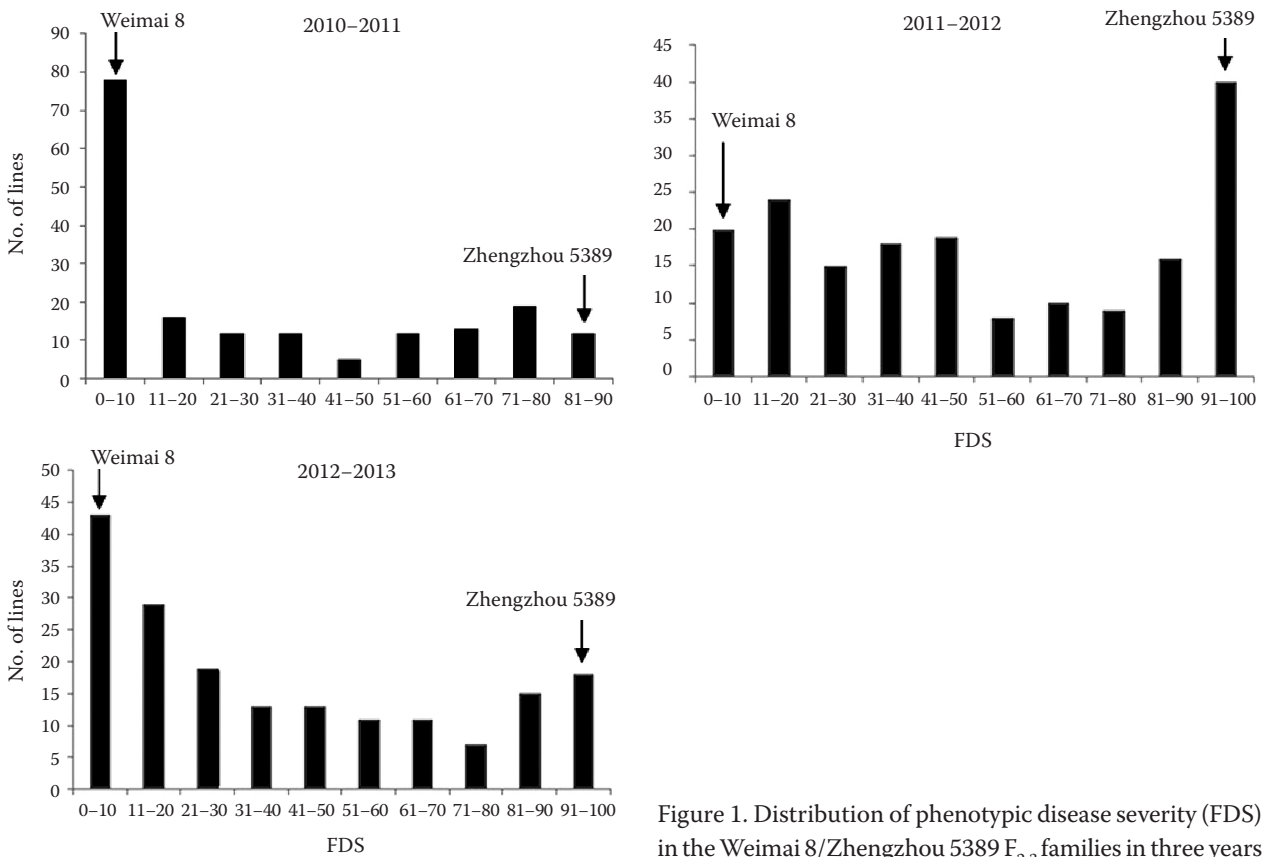 Weimai 8
2010–2011
90
80
70
60
50
40
30
20
10
0
No. of lines
Zhengzhou 5389
0–10 11–20 21–30 31–40 41–50 51–60 61–70 71–80 81–90
Zhengzhou 5389
2011–2012
45
40
35
30
25
20
15
10
5
0
Weimai 8
0–10 11–20 21–30 31–40 41–50 51–60 61–70 71–80 81–90 91–100
FDS
Weimai 8
2012–2013
50
45
40
35
30
25
20
15
10
5
0
No. of lines
Zhengzhou 5389
0–10 11–20 21–30 31–40 41–50 51–60 61–70 71–80 81–90 91–100
FDS
Figure 1. Distribution of phenotypic disease severity (FDS)
in the Weimai 8/Zhengzhou 5389 F2:3 families in three years